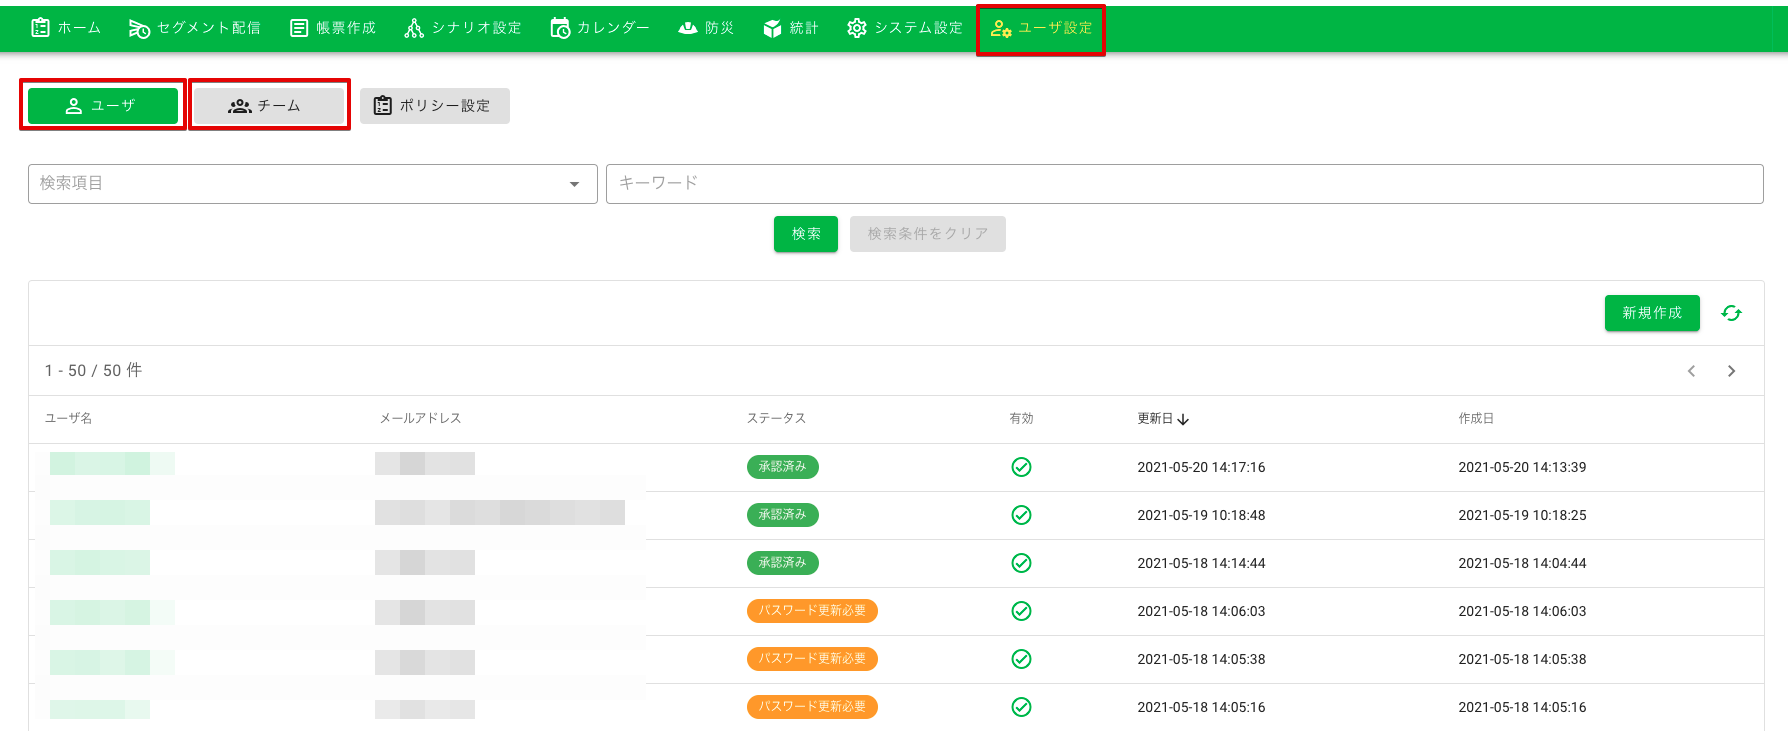 ホーム セグメント配信 帳票作成 シナリオ設定 カレンダー 防災 統計 システム設定 ユーザ設定
ユーザ チーム ポリシー設定
検索項目 キーワード
検索 検索条件をクリア
新規作成
1 - 50 / 50 件
ユーザ名 メールアドレス ステータス 有効 更新日 作成日
承認済み 2021-05-20 14:17:16 2021-05-20 14:13:39
承認済み 2021-05-19 10:18:48 2021-05-19 10:18:25
承認済み 2021-05-18 14:14:44 2021-05-18 14:04:44
パスワード更新必要 2021-05-18 14:06:03 2021-05-18 14:06:03
パスワード更新必要 2021-05-18 14:05:38 2021-05-18 14:05:38
パスワード更新必要 2021-05-18 14:05:16 2021-05-18 14:05:16